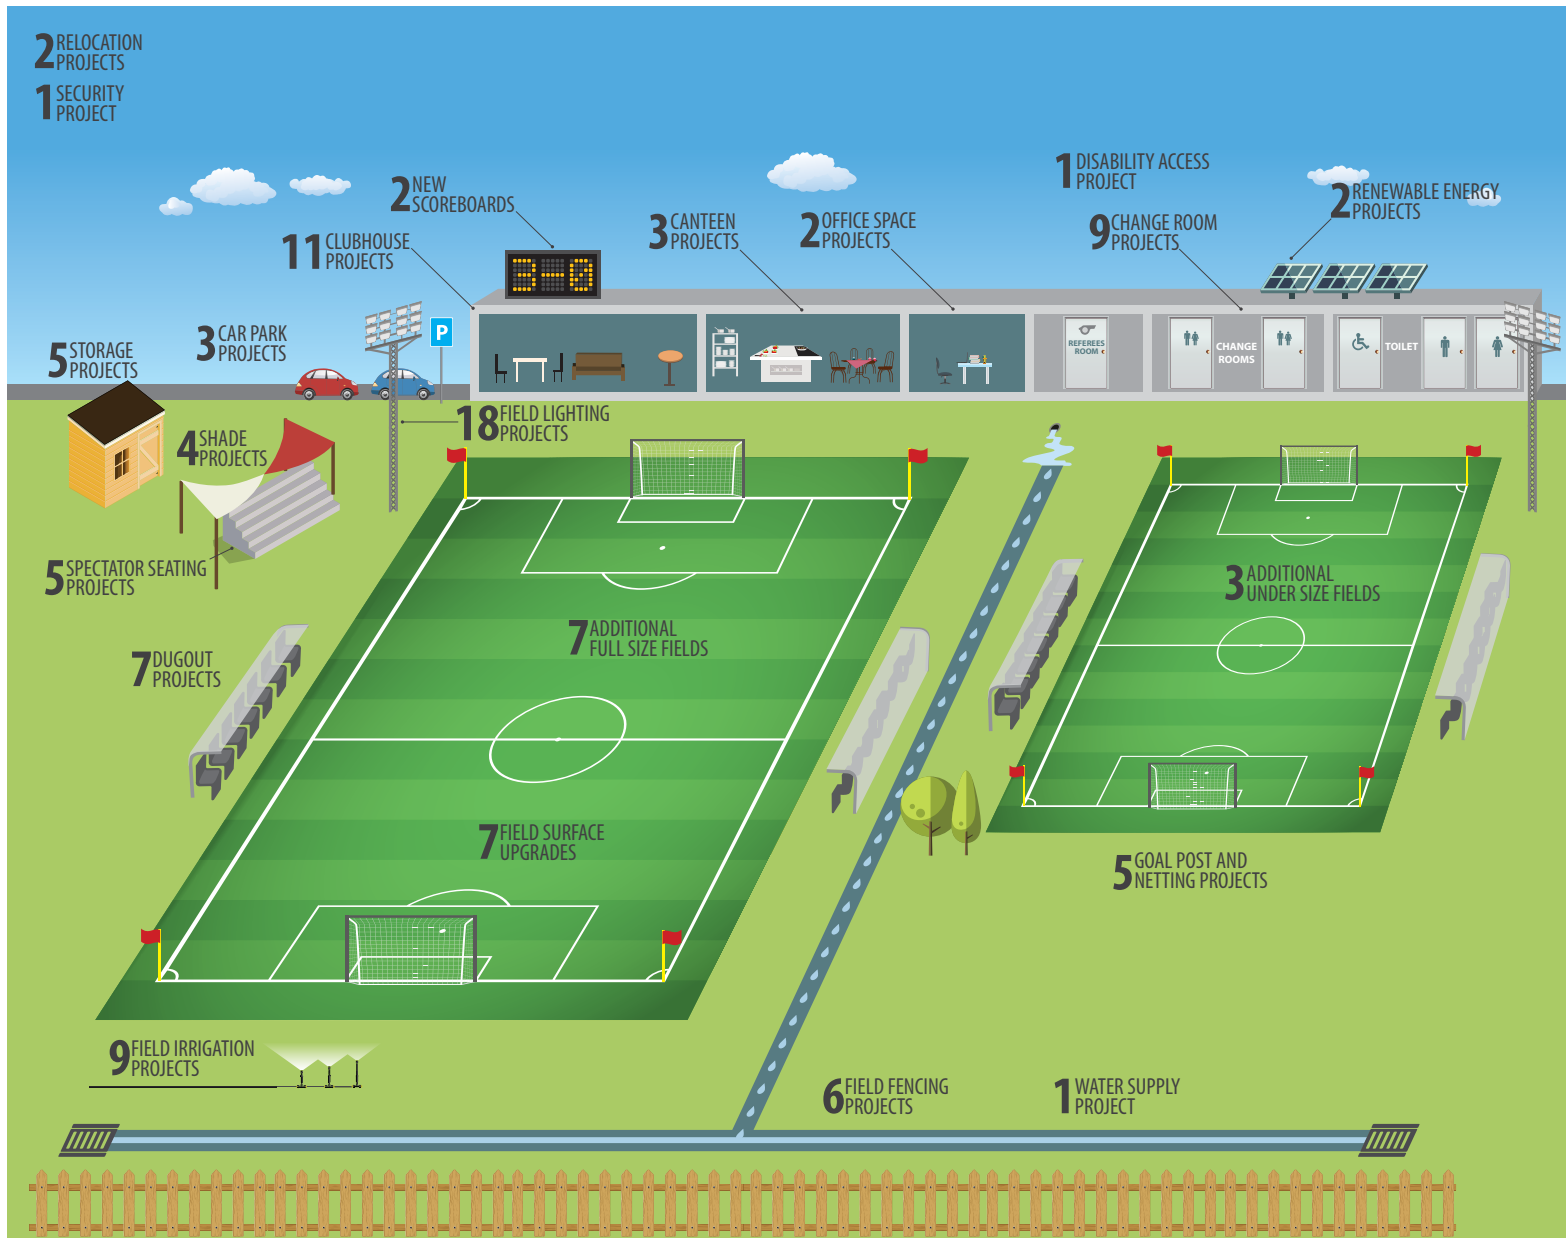 2 RELOCATION
PROJECTS
1 SECURITY
PROJECT
2 NEW
SCOREBOARDS
11 CLUBHOUSE
PROJECTS
3 CANTEEN
PROJECTS
2 OFFICE SPACE
PROJECTS
1 DISABILITY ACCESS
PROJECT
9 CHANGE ROOM
PROJECTS
2 RENEWABLE ENERGY
PROJECTS
3-0
P
REFEREES
ROOM
CHANGE
ROOMS
TOILET
3 CAR PARK
PROJECTS
5 STORAGE
PROJECTS
18 FIELD LIGHTING
PROJECTS
4 SHADE
PROJECTS
5 SPECTATOR SEATING
PROJECTS
7 DUGOUT
PROJECTS
7 ADDITIONAL
FULL SIZE FIELDS
3 ADDITIONAL
UNDER SIZE FIELDS
7 FIELD SURFACE
UPGRADES
5 GOAL POST AND
NETTING PROJECTS
9 FIELD IRRIGATION
PROJECTS
6 FIELD FENCING
PROJECTS
1 WATER SUPPLY
PROJECT